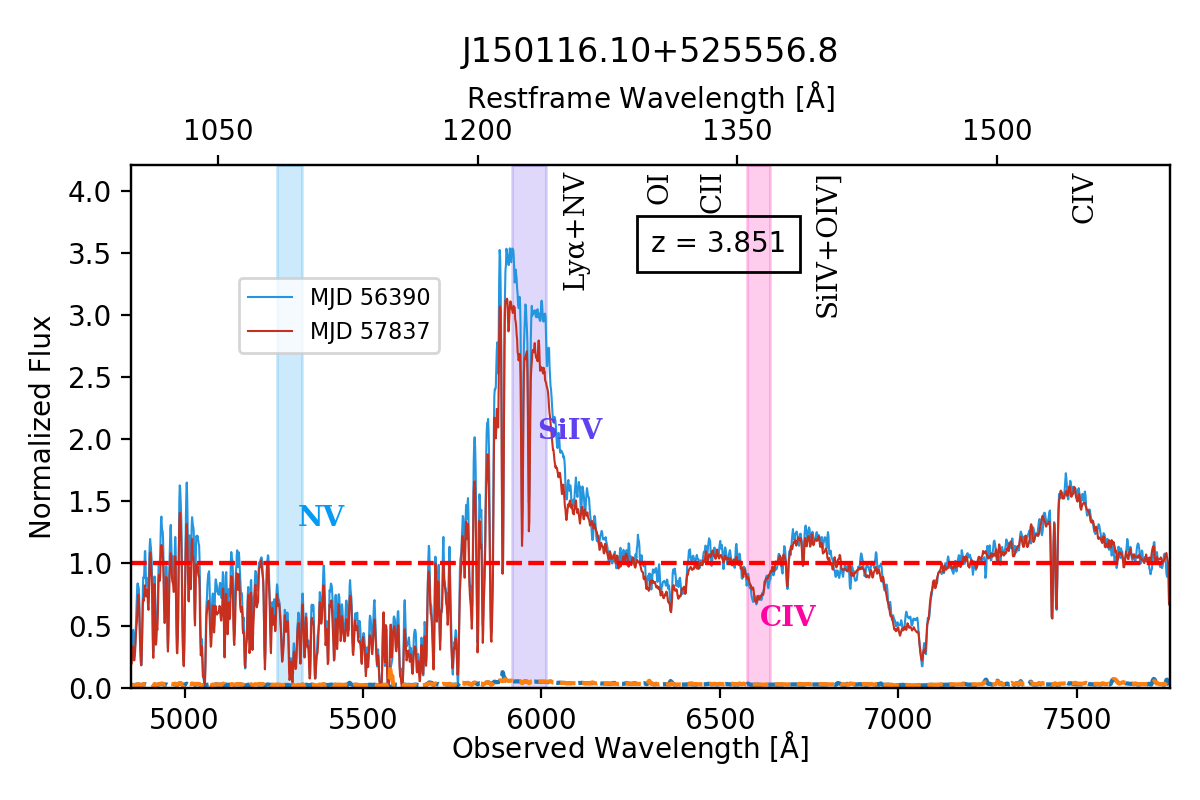 J150116.10+525556.8
Restframe Wavelength [Å]
1050 1200 1350 1500
Normalized Flux
4.0
3.5
3.0
2.5
2.0
1.5
1.0
0.5
0.0
Lyα+NV
OI
CII
SiIV+OIV]
CIV
z = 3.851
MJD 56390
MJD 57837
SiIV
NV
CIV
5000 5500 6000 6500 7000 7500
Observed Wavelength [Å]